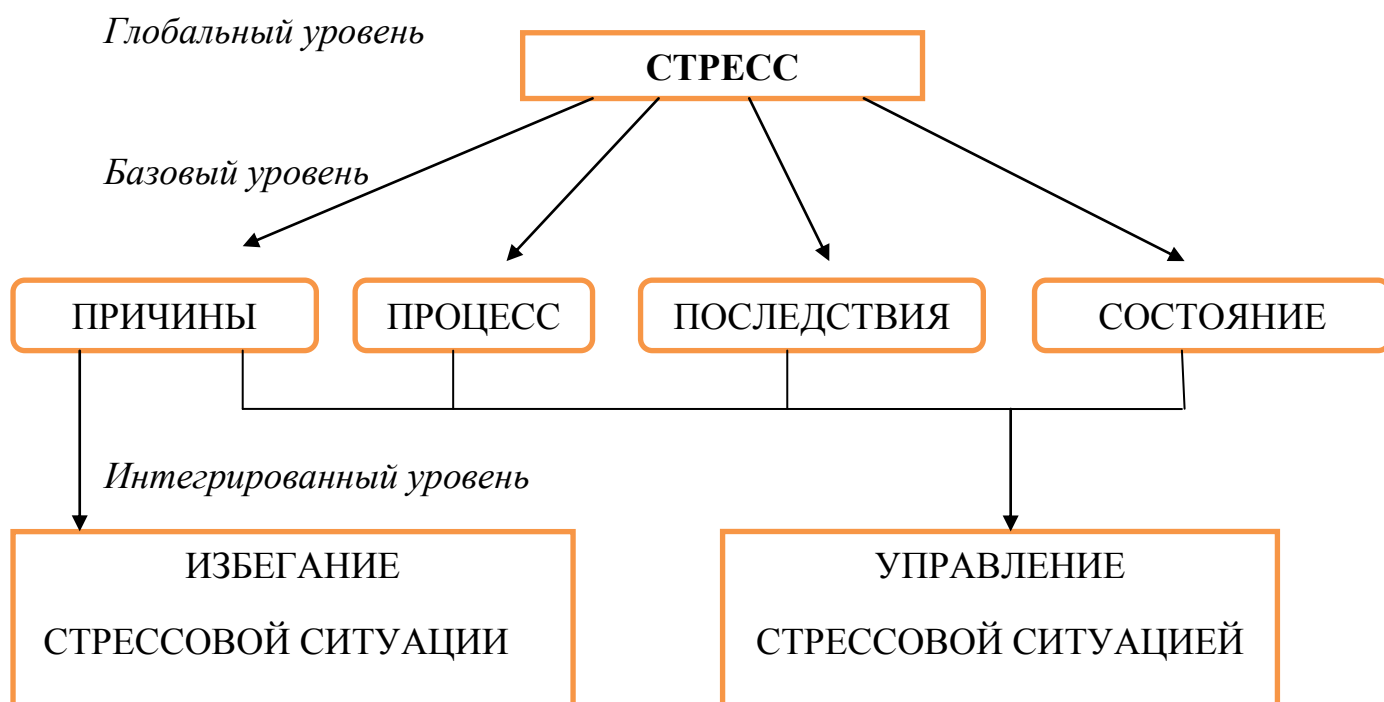 Глобальный уровень
СТРЕСС
Базовый уровень
ПРИЧИНЫ
ПРОЦЕСС
ПОСЛЕДСТВИЯ
СОСТОЯНИЕ
Интегрированный уровень
ИЗБЕГАНИЕ
СТРЕССОВОЙ СИТУАЦИИ
УПРАВЛЕНИЕ
СТРЕССОВОЙ СИТУАЦИЕЙ